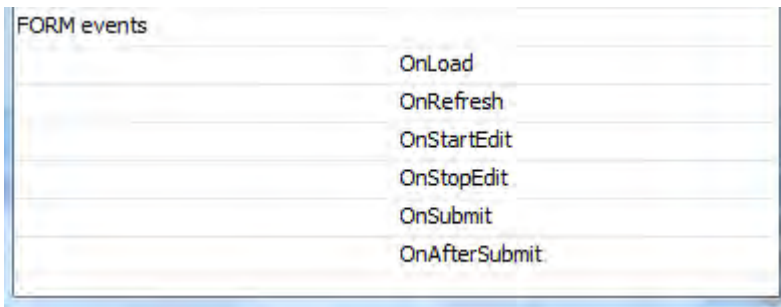 FORM events
OnLoad
OnRefresh
OnStartEdit
OnStopEdit
OnSubmit
OnAfterSubmit